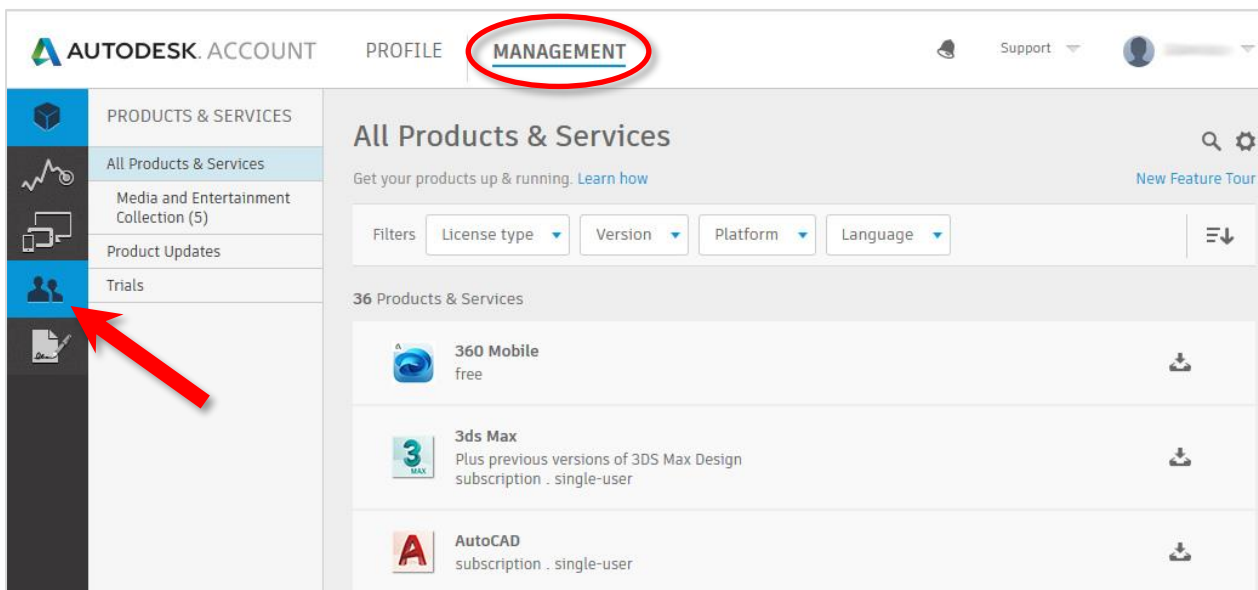 AUTODESK. ACCOUNT PROFILE MANAGEMENT Support
PRODUCTS & SERVICES
All Products & Services
Media and Entertainment
Collection (5)
Product Updates
Trials
All Products & Services
Get your products up & running. Learn how New Feature Tour
Filters License type Version Platform Language
36 Products & Services
360 Mobile
free
3
MAX
3ds Max
Plus previous versions of 3DS Max Design
subscription . single-user
A
AutoCAD
subscription . single-user